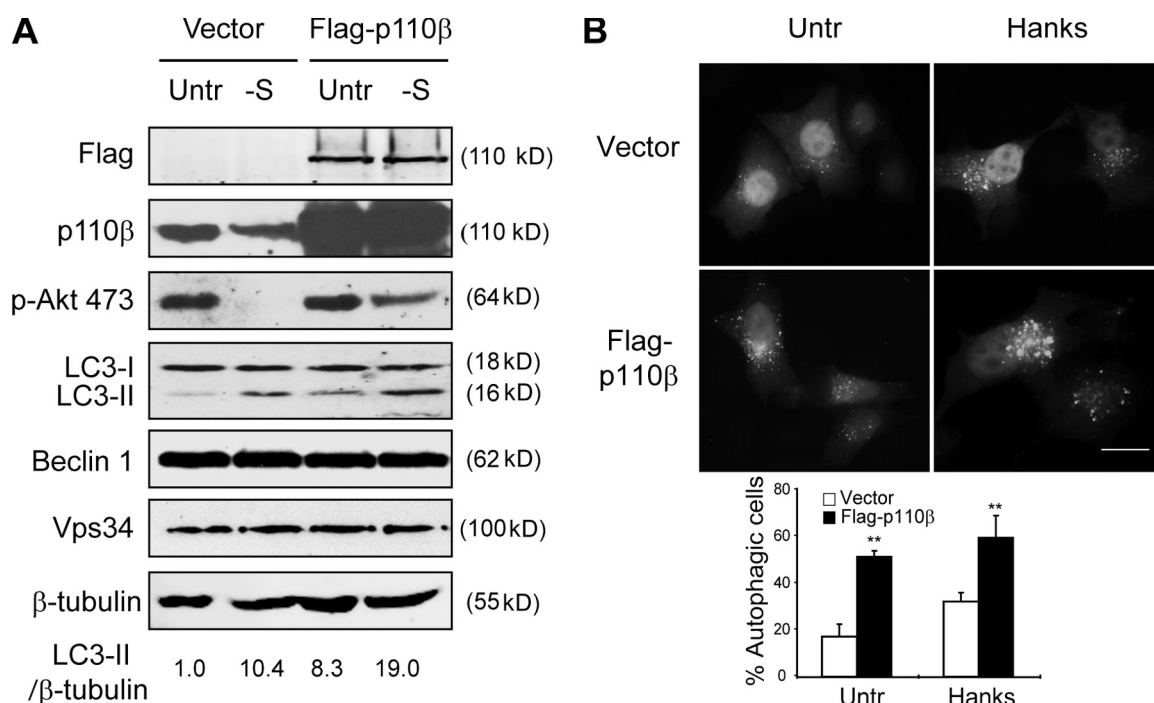 A
Vector Flag-p110β
Untr -S Untr -S
Flag (110 kD)
p110β (110 kD)
p-Akt 473 (64kD)
LC3-I (18kD)
LC3-II (16kD)
Beclin 1 (62kD)
Vps34 (100kD)
β-tubulin (55kD)
LC3-II
/β-tubulin 1.0 10.4 8.3 19.0
B
Untr Hanks
Vector
Flag-
p110β
% Autophagic cells
80
60
40
20
0
Vector
Flag-p110β
** **
Untr Hanks